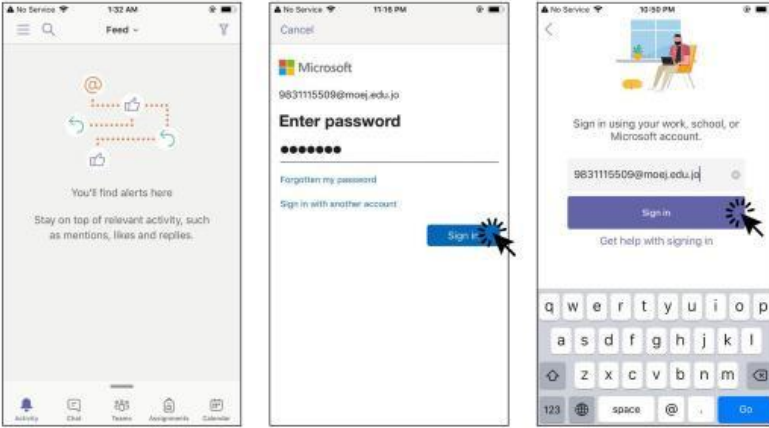 No Service
1:32 AM
Feed
You'll find alerts here
Stay on top of relevant activity, such
as mentions, likes and replies.
Activity
Chat
Teams
Assignments
Calendar
No Service
11:16 PM
Cancel
Microsoft
9831115509@moej.edu.jo
Enter password
Forgotten my password
Sign in with another account
Sign in
No Service
10:50 PM
Sign in using your work, school, or
Microsoft account.
9831115509@moej.edu.jo
Sign in
Get help with signing in
q w e r t y u i o p
a s d f g h j k l
z x c v b n m
123 space @ . Go